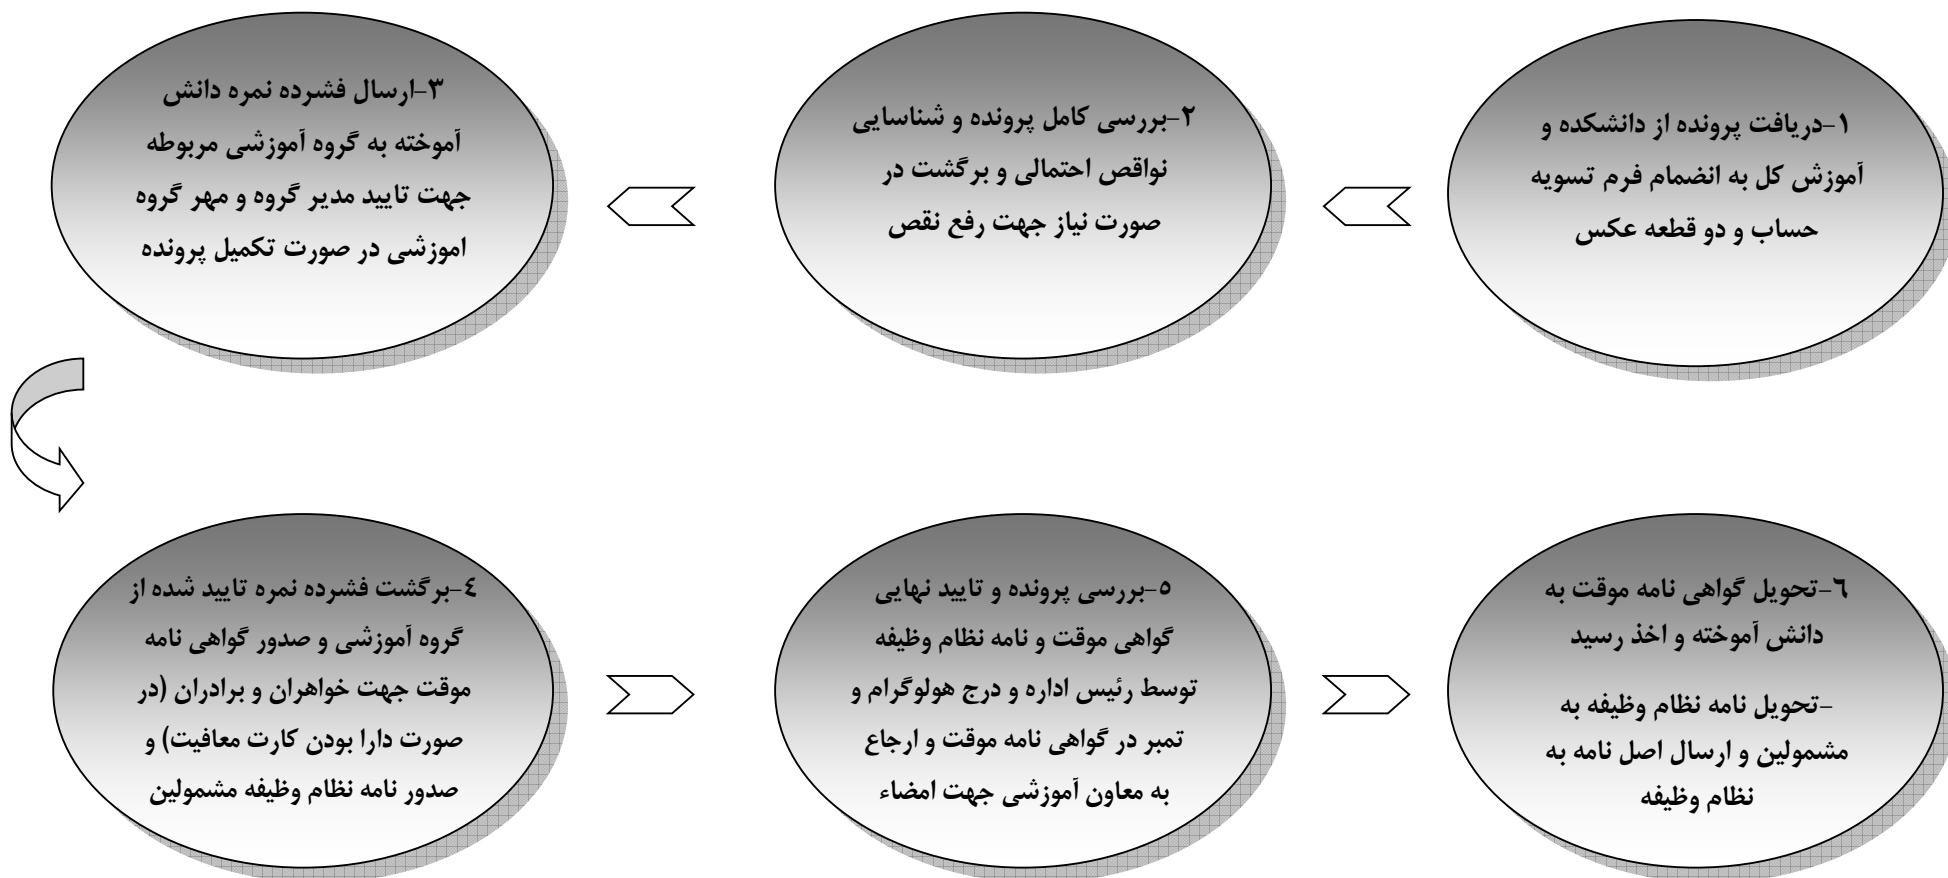 ۱-دریافت پرونده از دانشکده و
آموزش کل به انضمام فرم تسویه
حساب و دو قطعه عکس
۲-بررسی کامل پرونده و شناسایی
نواقص احتمالی و برگشت در
صورت نیاز جهت رفع نقص
۳-ارسال فشرده نمره دانش
آموخته به گروه آموزشی مربوطه
جهت تایید مدیر گروه و مهر گروه
اموزشی در صورت تکمیل پرونده
٤-برگشت فشرده نمره تایید شده از
گروه آموزشی و صدور گواهی نامه
موقت جهت خواهران و برادران (در
صورت دارا بودن کارت معافیت) و
صدور نامه نظام وظیفه مشمولین
٥-بررسی پرونده و تایید نهایی
گواهی موقت و نامه نظام وظیفه
توسط رئیس اداره و درج هولوگرام و
تمبر در گواهی نامه موقت و ارجاع
به معاون آموزشی جهت امضاء
٦-تحویل گواهی نامه موقت به
دانش آموخته و اخذ رسید
-تحویل نامه نظام وظیفه به
مشمولین و ارسال اصل نامه به
نظام وظیفه